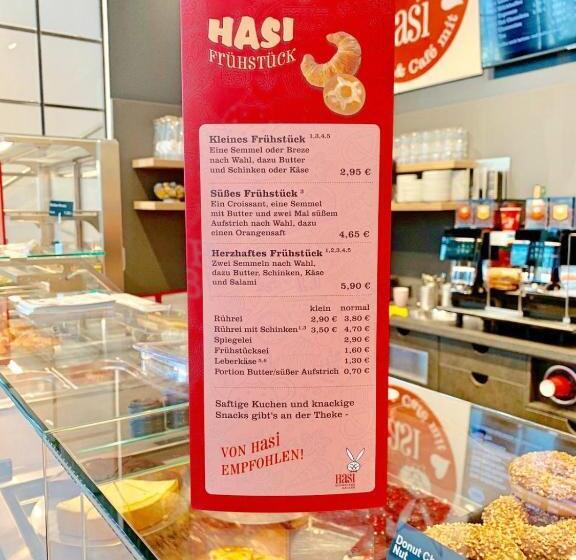 HASI
FRÜHSTÜCK
Kleines Frühstück 1,3,4,5
Eine Semmel oder Breze
nach Wahl, dazu Butter
und Schinken oder Käse 2,95 €
Süßes Frühstück 3
Ein Croissant, eine Semmel
mit Butter und zwei Mal süßem
Aufstrich nach Wahl, dazu
einen Orangensaft 4,65 €
Herzhaftes Frühstück 1,2,3,4,5
Zwei Semmeln nach Wahl,
dazu Butter, Schinken, Käse
und Salami 5,90 €
klein normal
Rührei 2,90 € 3,80 €
Rührei mit Schinken 1,3 3,50 € 4,70 €
Spiegelei 2,90 €
Frühstücksei 1,60 €
Leberkäse 1,30 €
Portion Butter/süßer Aufstrich 0,70 €
Saftige Kuchen und knackige
Snacks gibt's an der Theke -
VON HASI
EMPFOHLEN!
HASI
Hasi
& Café mit
Donut
Nut